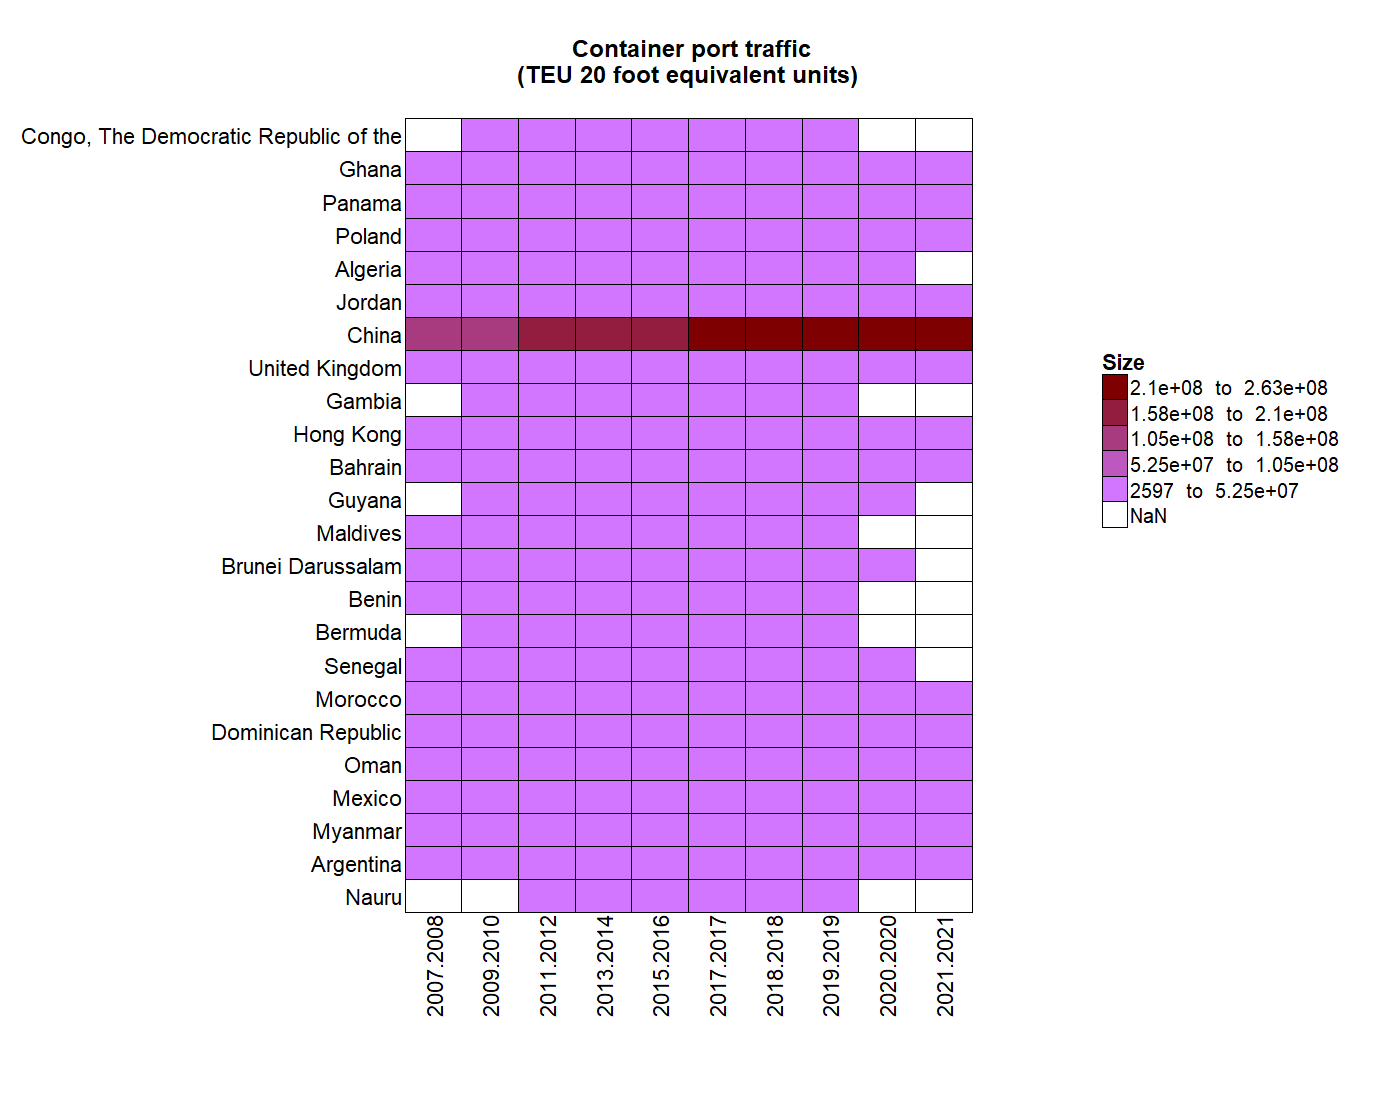 Container port traffic
(TEU 20 foot equivalent units)
Congo, The Democratic Republic of the
Ghana
Panama
Poland
Algeria
Jordan
China
United Kingdom
Gambia
Hong Kong
Bahrain
Guyana
Maldives
Brunei Darussalam
Benin
Bermuda
Senegal
Morocco
Dominican Republic
Oman
Mexico
Myanmar
Argentina
Nauru
2007.2008
2009.2010
2011.2012
2013.2014
2015.2016
2017.2017
2018.2018
2019.2019
2020.2020
2021.2021
Size
2.1e+08 to 2.63e+08
1.58e+08 to 2.1e+08
1.05e+08 to 1.58e+08
5.25e+07 to 1.05e+08
2597 to 5.25e+07
NaN